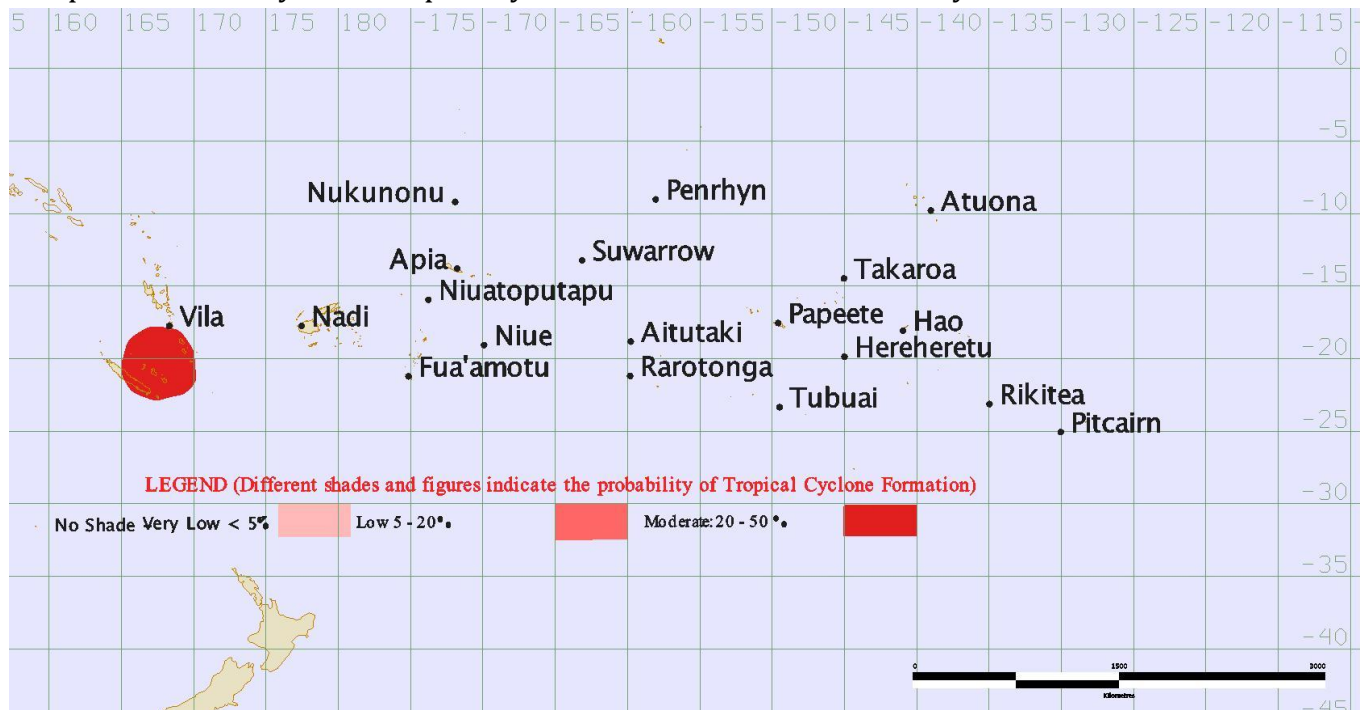 5 160 165 170 175 180 -175 -170 -165 -160 -155 -150 -145 -140 -135 -130 -125 -120 -115
0
-5
Nukunonu
Penrhyn
Atuona
-10
Apia
Suwarrow
Takaroa
-15
Niuatoputapu
Vila
Nadi
Niue
Aitutaki
Papeete
Hao
Hereheretu
-20
Fua'amotu
Rarotonga
Tubuai
Rikitea
Pitcairn
-25
LEGEND (Different shades and figures indicate the probability of Tropical Cyclone Formation)
-30
No Shade Very Low < 5%
Low 5 - 20%
Moderate: 20 - 50 %
-35
-40
0 1500 3000
Kilometres
-45